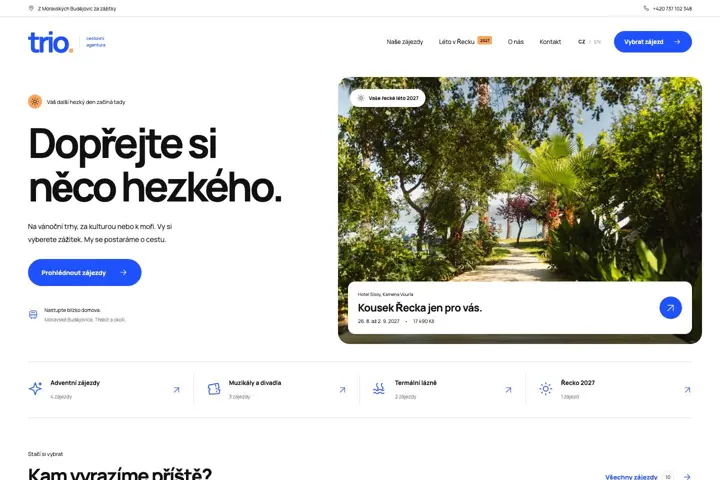 Z Moravských Budějovic za zážitky
+420 737 102 348
trio.
cestovní
agentura
Naše zájezdy
Léto v Řecku 2027
O nás
Kontakt
CZ / EN
Vybrat zájezd
Váš další hezký den začíná tady
Dopřejte si
něco hezkého.
Na vánoční trhy, za kulturou nebo k moři. Vy si
vyberete zážitek. My se postaráme o cestu.
Prohlédnout zájezdy
Nastupte blízko domova.
Moravské Budějovice, Třebíč a okolí.
Vaše řecké léto 2027
Hotel Sissy, Kamena Vourla
Kousek Řecka jen pro vás.
26. 8. až 2. 9. 2027 • 17 490 Kč
Adventní zájezdy
4 zájezdy
Muzikály a divadla
3 zájezdy
Termální lázně
2 zájezdy
Řecko 2027
1 zájezd
Stačí si vybrat
Kam vyrazíme příště?
Všechny zájezdy 10